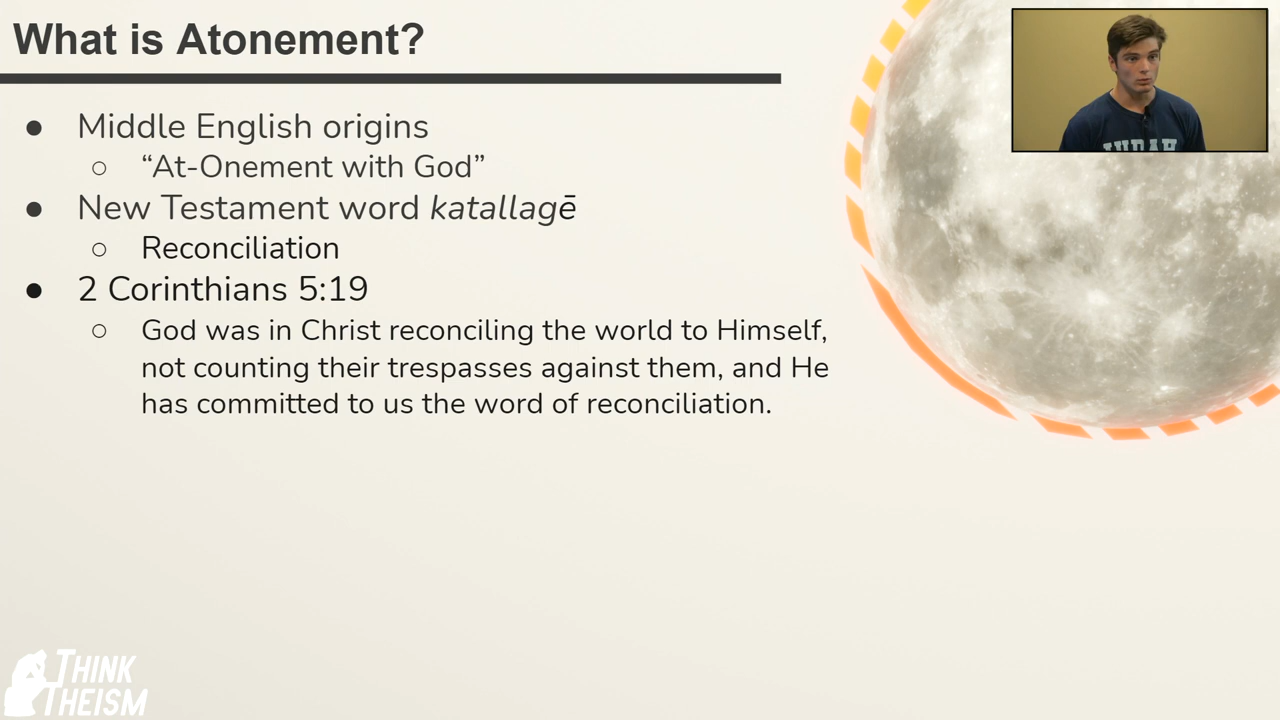 What is Atonement?
● Middle English origins
○ “At-Onement with God”
● New Testament word katallagē
○ Reconciliation
● 2 Corinthians 5:19
○ God was in Christ reconciling the world to Himself,
not counting their trespasses against them, and He
has committed to us the word of reconciliation.
THINK
THEISM